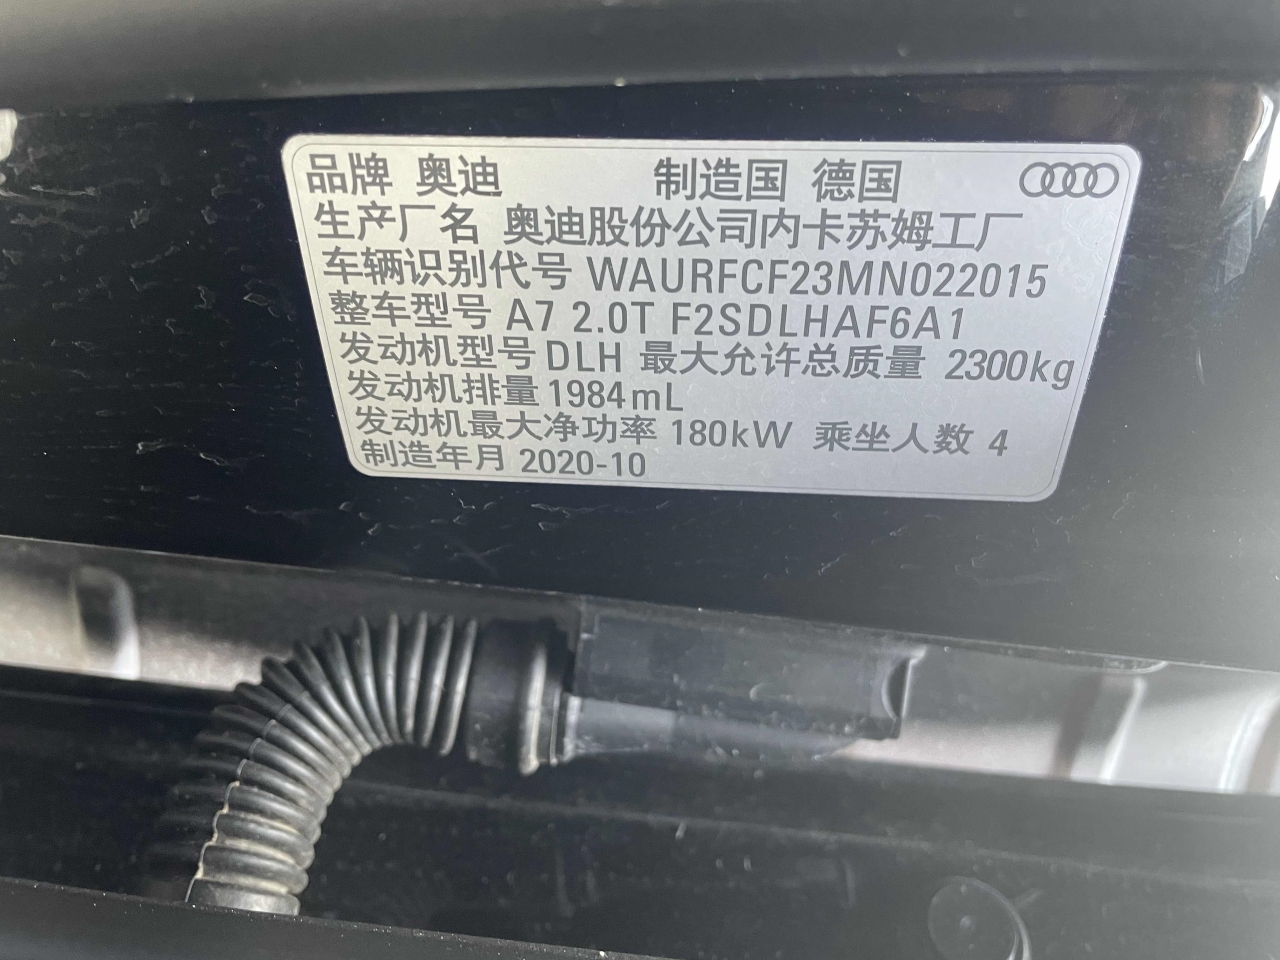 品牌 奥迪 制造国 德国
生产厂名 奥迪股份公司内卡苏姆工厂
车辆识别代号 WAURFCF23MN022015
整车型号 A7 2.0T F2SDLHAF6A1
发动机型号 DLH 最大允许总质量 2300kg
发动机排量 1984mL
发动机最大净功率 180kW 乘坐人数 4
制造年月 2020-10